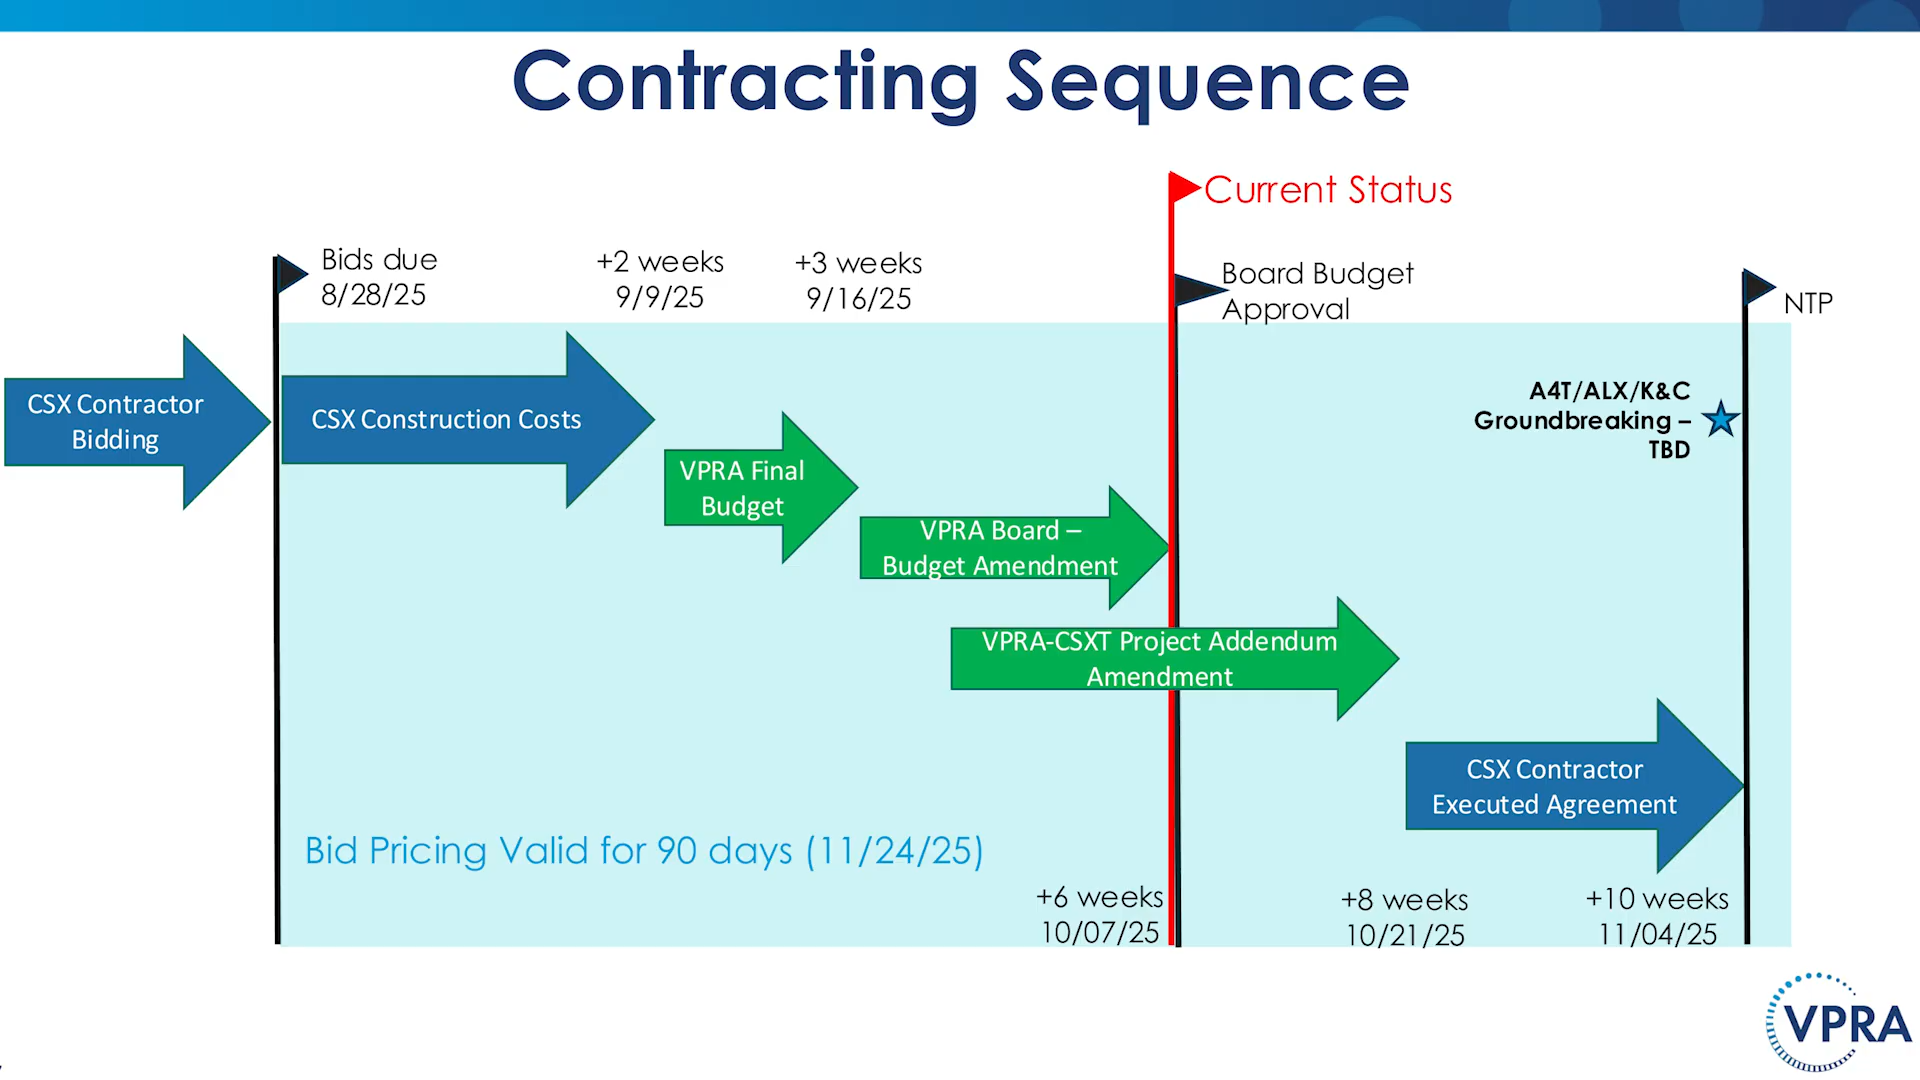 Contracting Sequence
Current Status
Bids due
8/28/25
+2 weeks
9/9/25
+3 weeks
9/16/25
Board Budget
Approval
NTP
CSX Contractor
Bidding
CSX Construction Costs
A4T/ALX/K&C
Groundbreaking –
TBD
VPRA Final
Budget
VPRA Board –
Budget Amendment
VPRA-CSXT Project Addendum
Amendment
CSX Contractor
Executed Agreement
Bid Pricing Valid for 90 days (11/24/25)
+6 weeks
10/07/25
+8 weeks
10/21/25
+10 weeks
11/04/25
VPRA